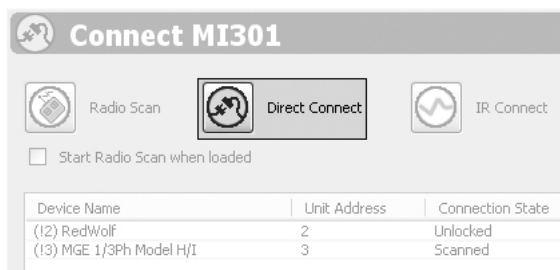 Connect MI301
Radio Scan Direct Connect IR Connect
Start Radio Scan when loaded
Device Name Unit Address Connection State
(!2) RedWolf 2 Unlocked
(!3) MGE 1/3Ph Model H/I 3 Scanned